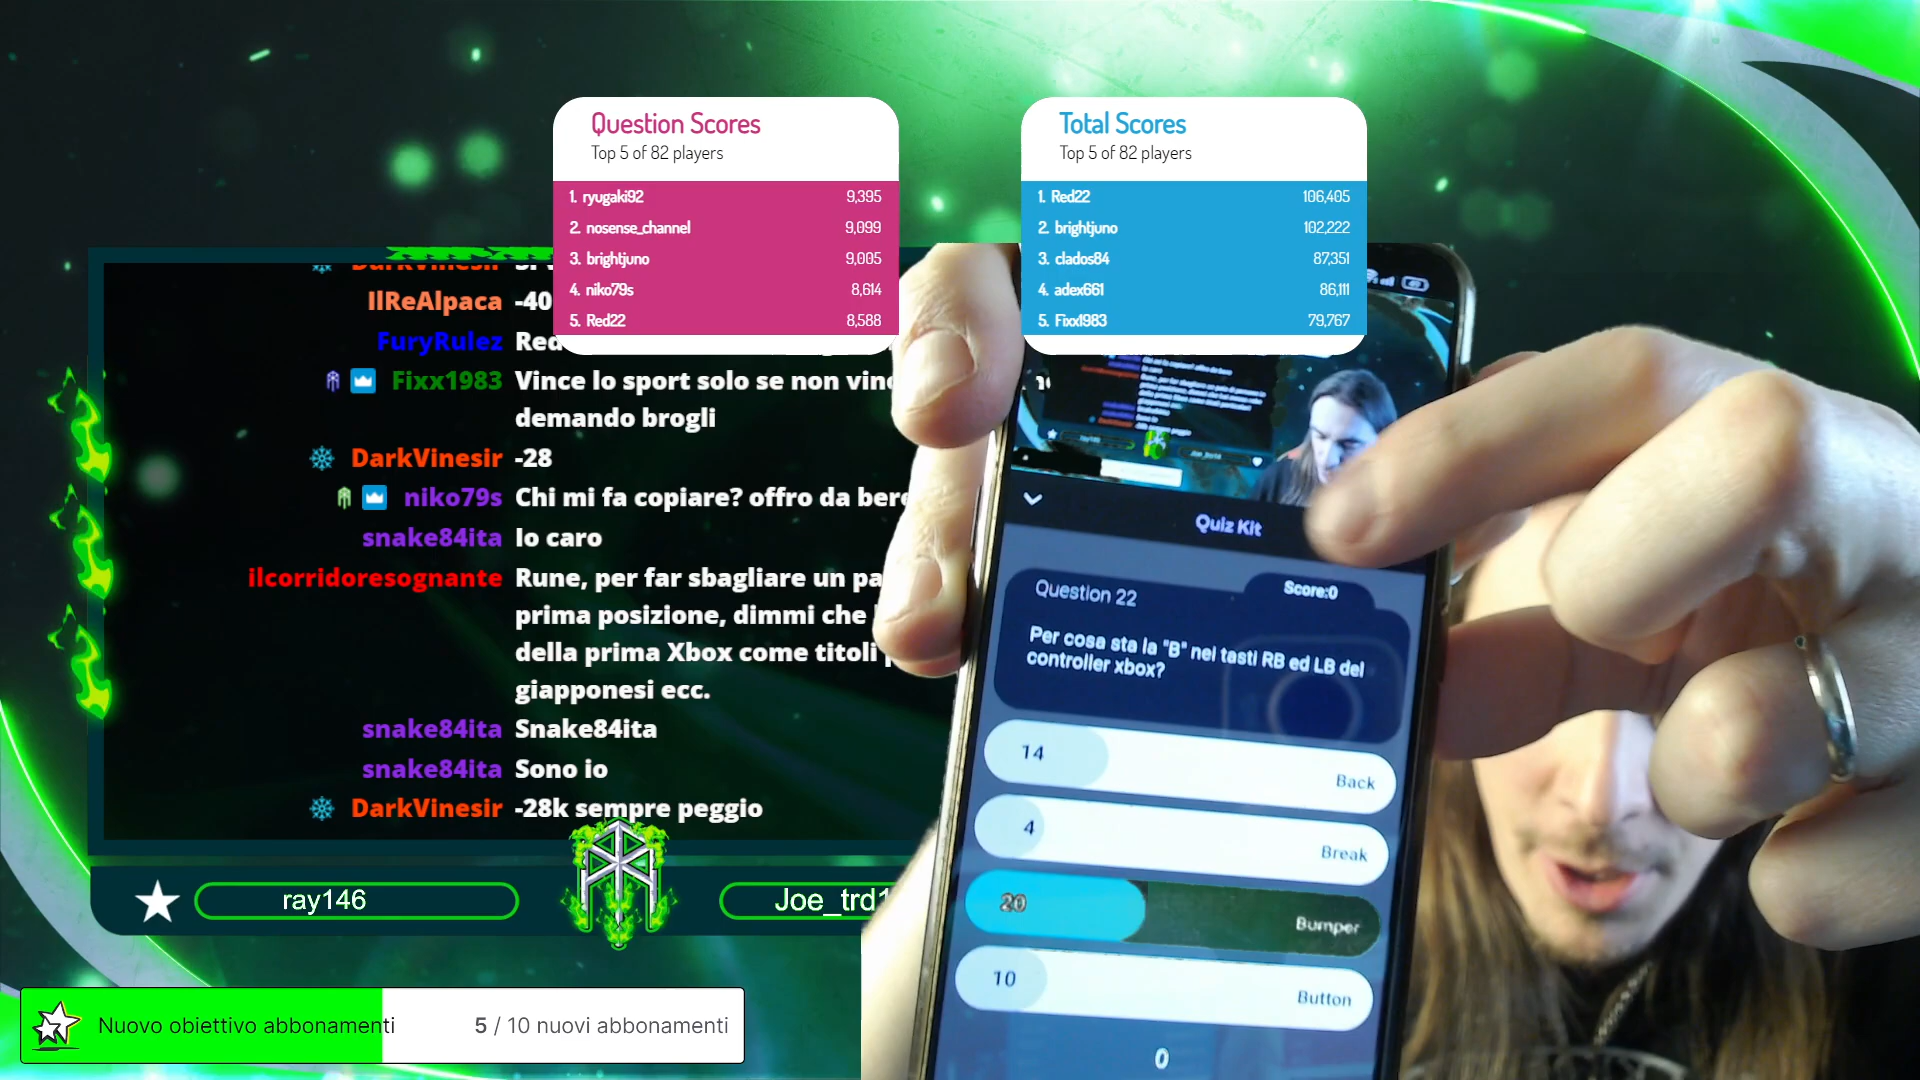 Question Scores
Top 5 of 82 players
1. ryugaki92 9,395
2. nosense_channel 9,099
3. brightjuno 9,005
4. niko79s 8,614
5. Red22 8,588
Total Scores
Top 5 of 82 players
1. Red22 106,405
2. brightjuno 102,222
3. clados84 87,351
4. adex661 86,111
5. Fixx1983 79,767
DarkVinesir
IlReAlpaca -40
FuryRulez Red
Fixx1983 Vince lo sport solo se non
demando brogli
DarkVinesir -28
niko79s Chi mi fa copiare? offro da
snake84ita Io caro
ilcorridoresognante Rune, per far sbagliare un
prima posizione, dimmi che
della prima Xbox come titoli
giapponesi ecc.
snake84ita Snake84ita
snake84ita Sono io
DarkVinesir -28k sempre peggio
ray146
Joe_trd1
Nuovo obiettivo abbonamenti 5 / 10 nuovi abbonamenti
Quiz Kit
Score:0
Question 22
Per cosa sta la "B" nei tasti RB ed LB del
controller xbox?
14 Back
4 Break
20 Bumper
10 Button
0